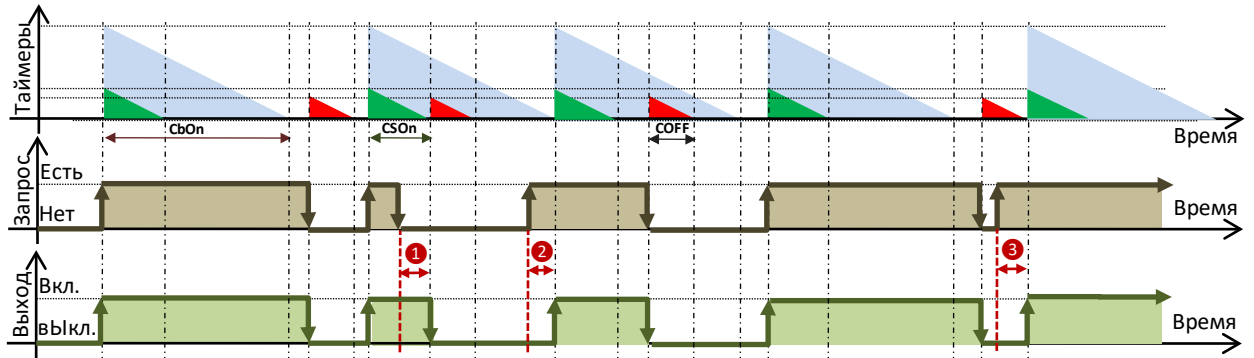 Таймеры
CbOn
CSOn
COFF
Время
Запрос
Есть
Нет
Время
1
2
3
Выход
Вкл.
вЫкл.
Время